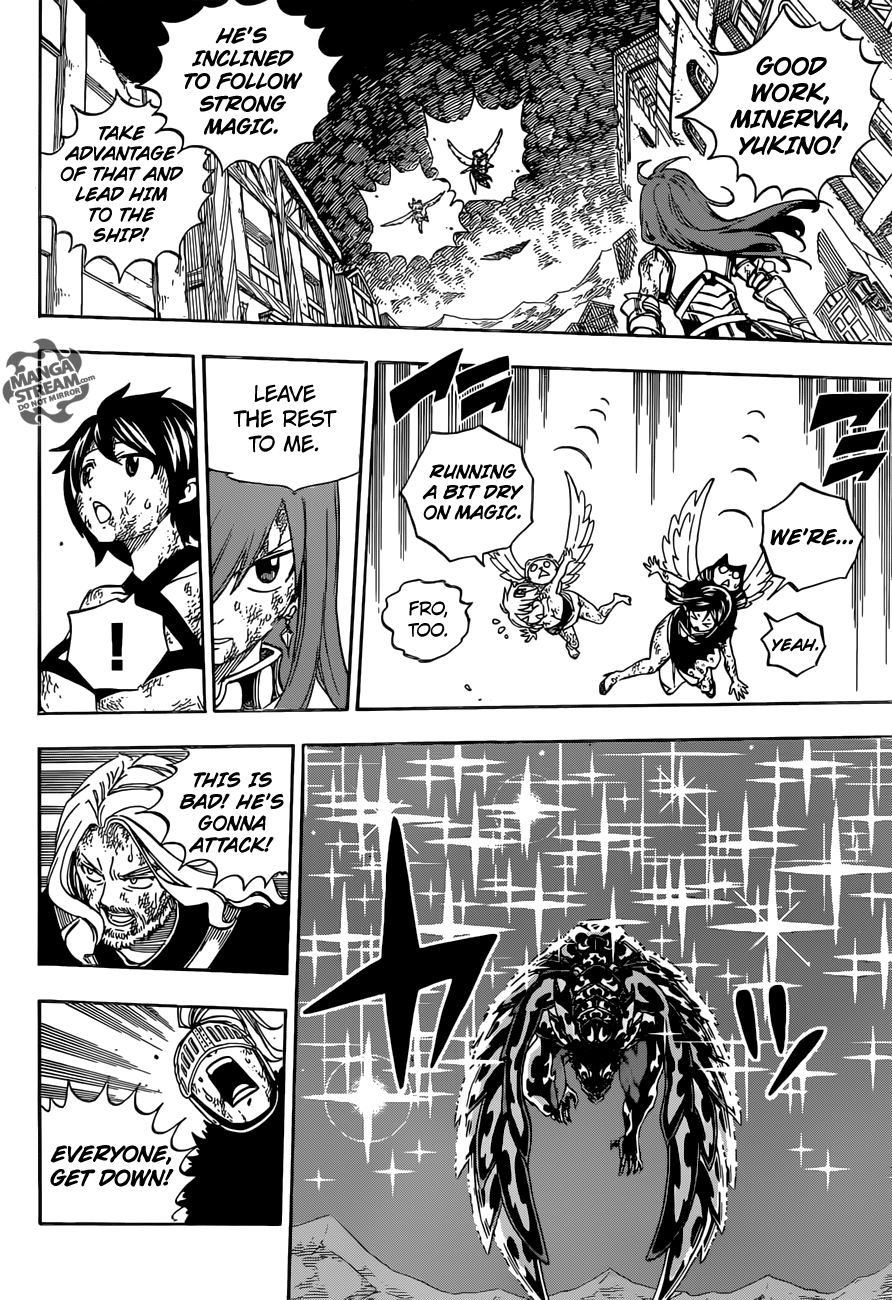 GOOD
WORK,
MINERVA,
YUKINO!
HE'S
INCLINED
TO FOLLOW
STRONG
MAGIC.
TAKE
ADVANTAGE
OF THAT AND
LEAD HIM
TO THE
SHIP!
MANGA
STREAM.com
DO NOT MIRROR
WE'RE...
YEAH.
RUNNING
A BIT DRY
ON MAGIC.
FRO,
TOO.
LEAVE
THE REST
TO ME.
!
THIS IS
BAD! HE'S
GONNA
ATTACK!
EVERYONE,
GET DOWN!